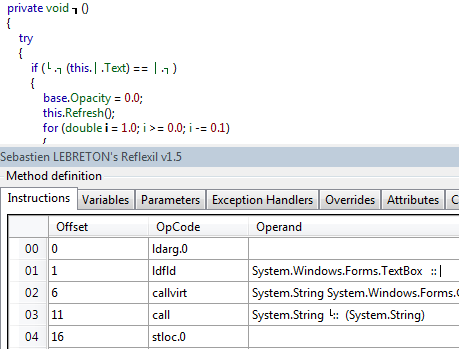 private void ┓ ()
{
try
{
if (└ .┓ (this.| .Text) == | .┓ )
{
base.Opacity = 0.0;
this.Refresh();
for (double i = 1.0; i >= 0.0; i -= 0.1)
Sebastien LEBRETON's Reflexil v1.5
Method definition
Instructions Variables Parameters Exception Handlers Overrides Attributes C
Offset OpCode Operand
00 0 ldarg.0
01 1 ldfld System.Windows.Forms.TextBox ::|
02 6 callvirt System.String System.Windows.Forms.
03 11 call System.String └:: (System.String)
04 16 stloc.0